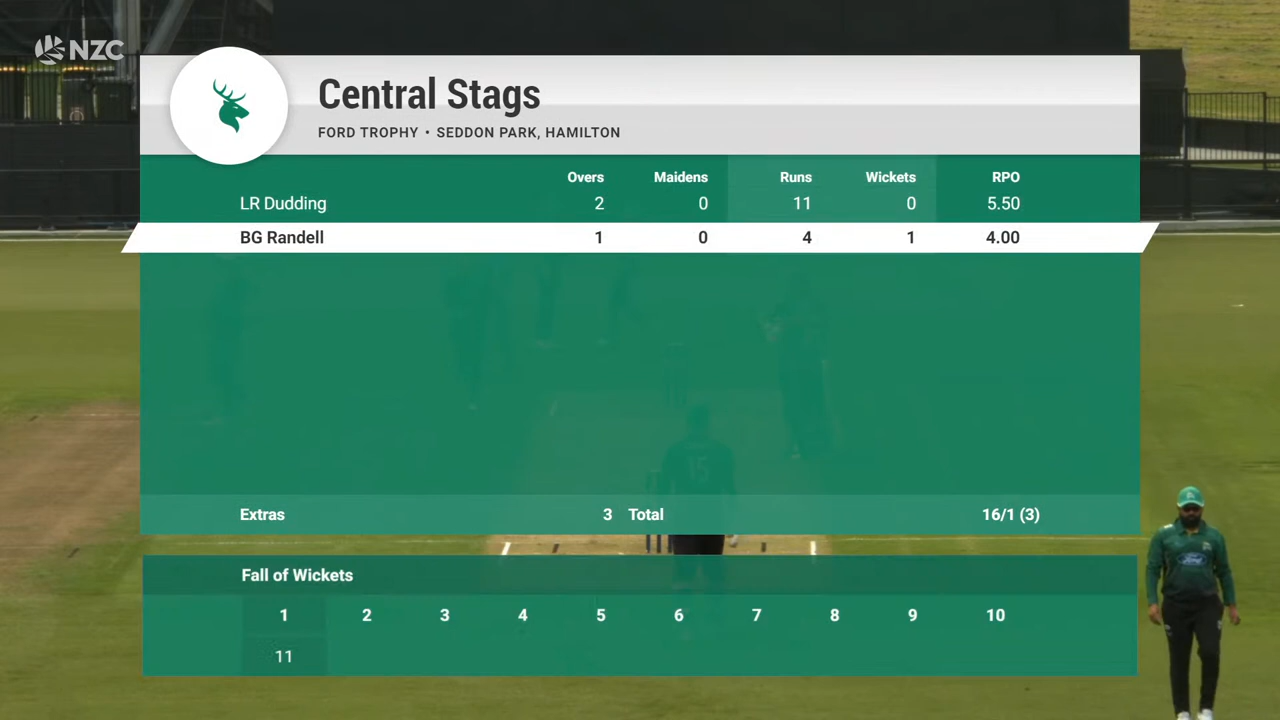 NZC
Central Stags
FORD TROPHY • SEDDON PARK, HAMILTON
Overs Maidens Runs Wickets RPO
LR Dudding 2 0 11 0 5.50
BG Randell 1 0 4 1 4.00
15
Extras 3 Total 16/1 (3)
Fall of Wickets
1 2 3 4 5 6 7 8 9 10
11
Ford